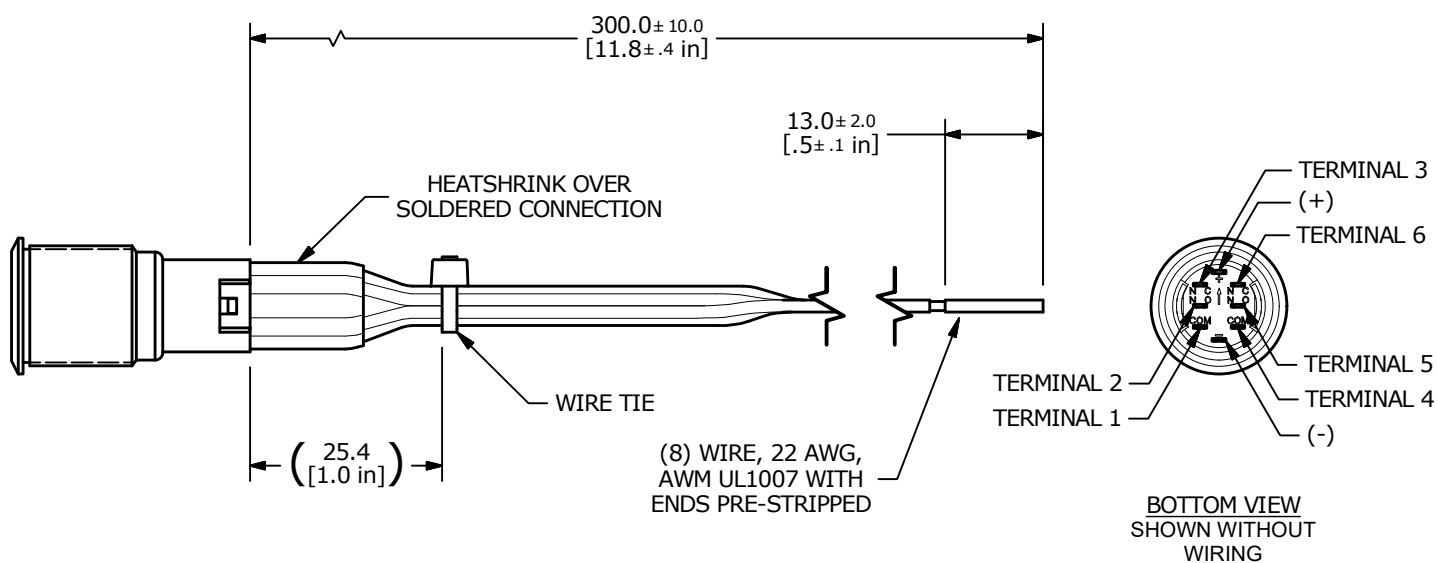 300.0± 10.0
[11.8± .4 in]
13.0± 2.0
[.5± .1 in]
HEATSHRINK OVER
SOLDERED CONNECTION
WIRE TIE
( 25.4
[1.0 in] )
(8) WIRE, 22 AWG,
AWM UL1007 WITH
ENDS PRE-STRIPPED
TERMINAL 3
(+)
TERMINAL 6
+
N C
N C
N O
N O
COM COM
TERMINAL 2
TERMINAL 1
TERMINAL 5
TERMINAL 4
(-)
BOTTOM VIEW
SHOWN WITHOUT
WIRING